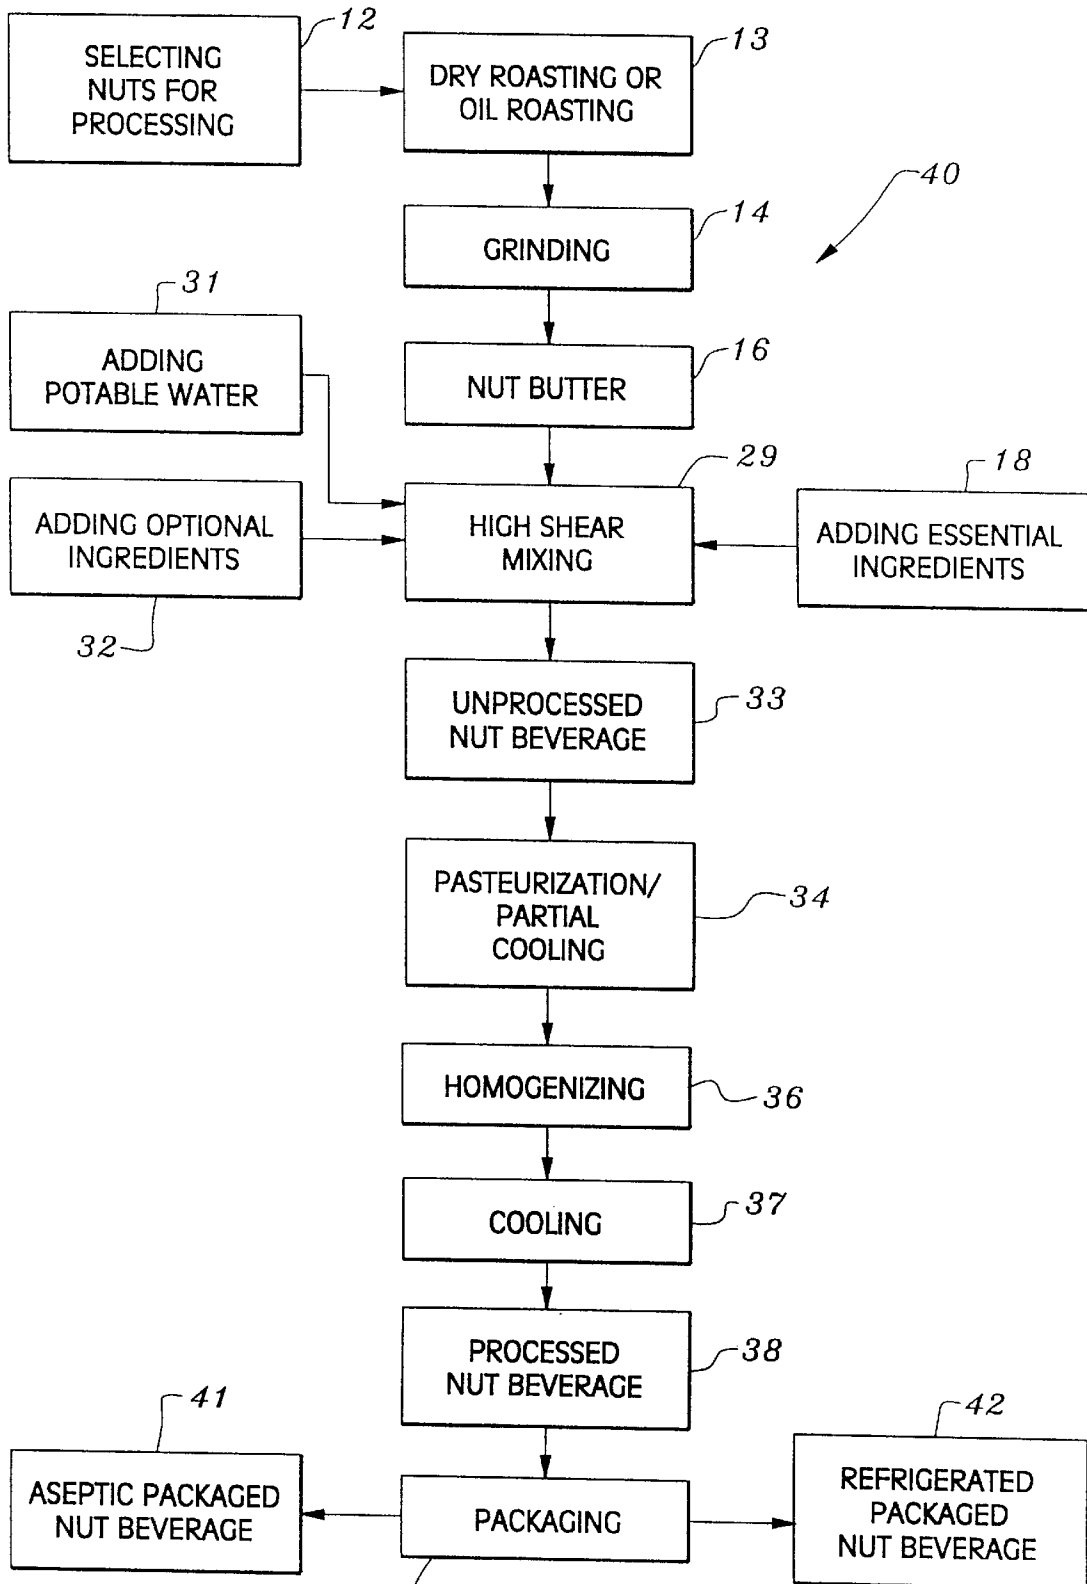 12
SELECTING
NUTS FOR
PROCESSING
13
DRY ROASTING OR
OIL ROASTING
40
14
GRINDING
31
ADDING
POTABLE WATER
16
NUT BUTTER
29
HIGH SHEAR
MIXING
18
ADDING ESSENTIAL
INGREDIENTS
ADDING OPTIONAL
INGREDIENTS
32
UNPROCESSED
NUT BEVERAGE
33
PASTEURIZATION/
PARTIAL
COOLING
34
HOMOGENIZING
36
COOLING
37
PROCESSED
NUT BEVERAGE
38
41
ASEPTIC PACKAGED
NUT BEVERAGE
PACKAGING
42
REFRIGERATED
PACKAGED
NUT BEVERAGE